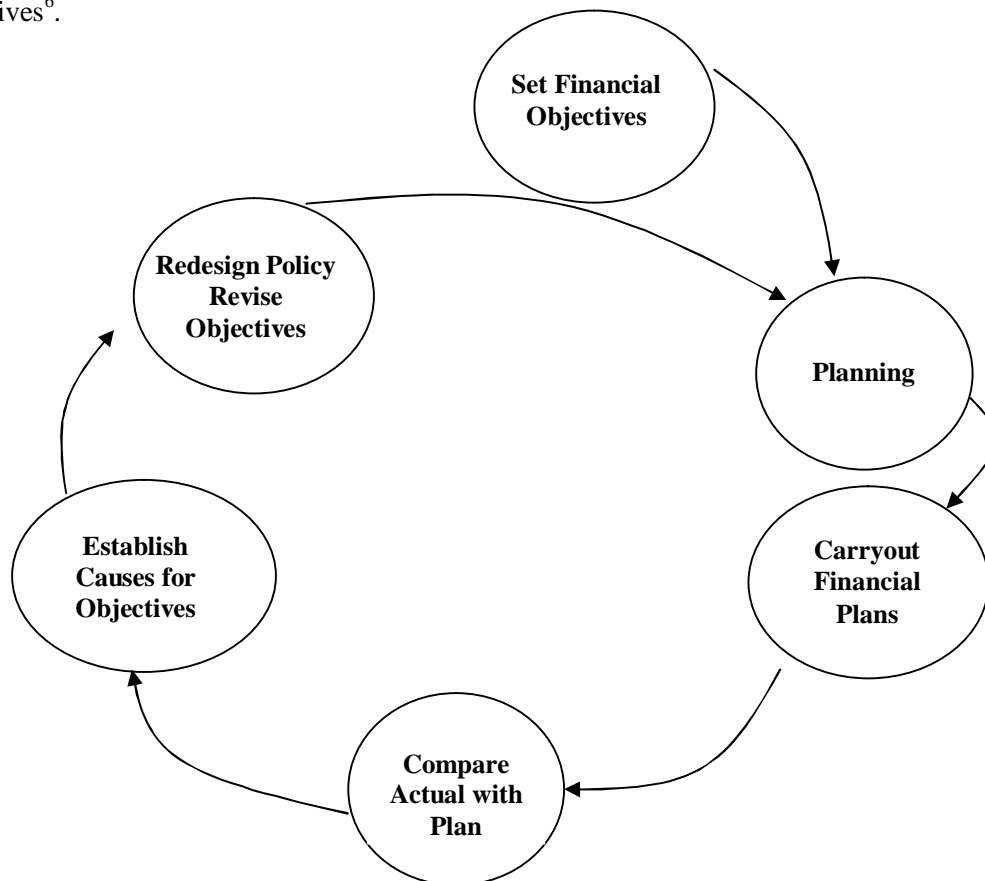 ives⁶.
Set Financial
Objectives
Redesign Policy
Revise
Objectives
Planning
Establish
Causes for
Objectives
Carryout
Financial
Plans
Compare
Actual with
Plan